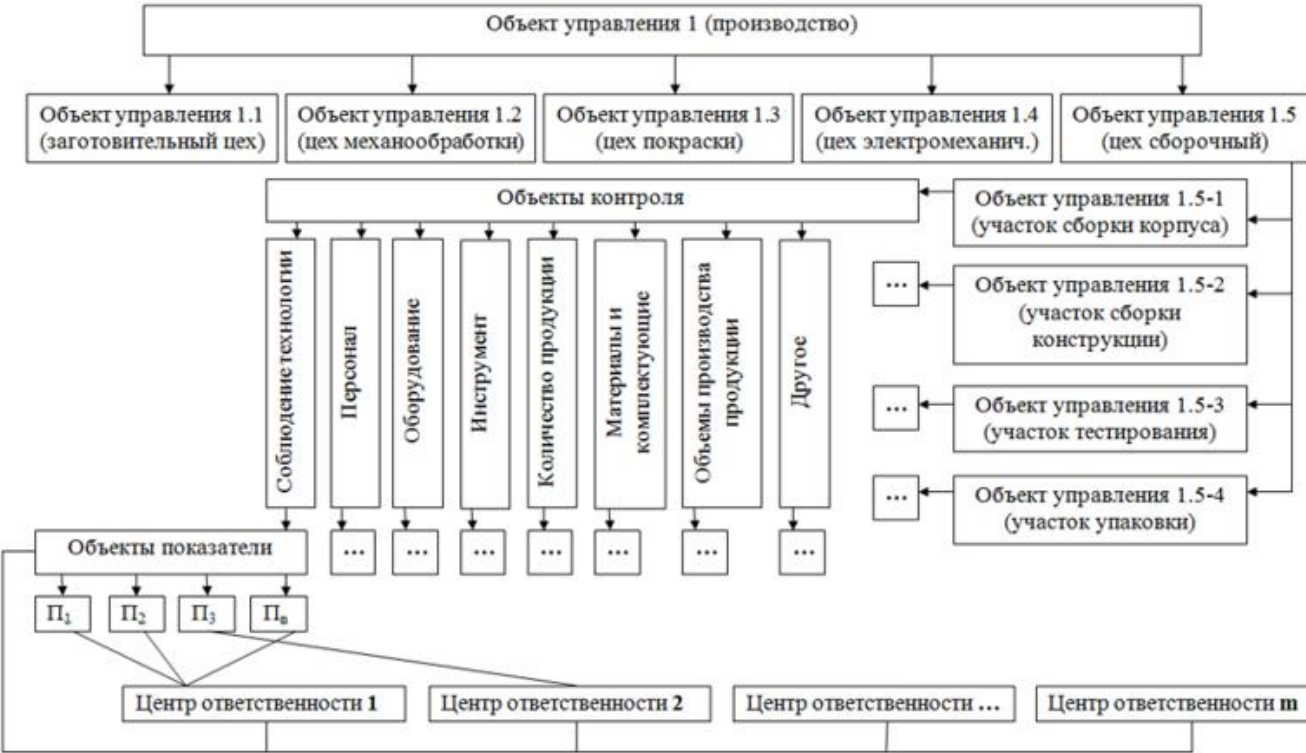 Объект управления 1 (производство)
Объект управления 1.1
(заготовительный цех)
Объект управления 1.2
(цех механообработки)
Объект управления 1.3
(цех покраски)
Объект управления 1.4
(цех электромеханич.)
Объект управления 1.5
(цех сборочный)
Объекты контроля
Объект управления 1.5-1
(участок сборки корпуса)
Соблюдение технологии
Персонал
Оборудование
Инструмент
Количество продукции
Материалы и
комплектующие
Объемы производства
продукции
Другое
...
Объект управления 1.5-2
(участок сборки
конструкции)
...
Объект управления 1.5-3
(участок тестирования)
...
Объект управления 1.5-4
(участок упаковки)
Объекты показатели
...
...
...
...
...
...
...
П1
П2
П3
Пв
Центр ответственности 1
Центр ответственности 2
Центр ответственности ...
Центр ответственности m